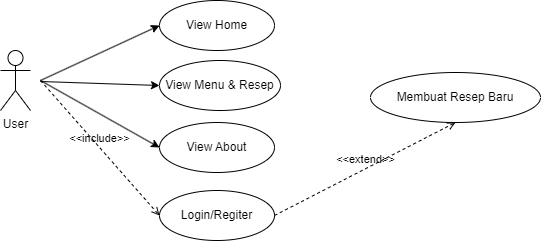 View Home
View Menu & Resep
Membuat Resep Baru
User
<<include>>
View About
<<extend>>
Login/Regiter